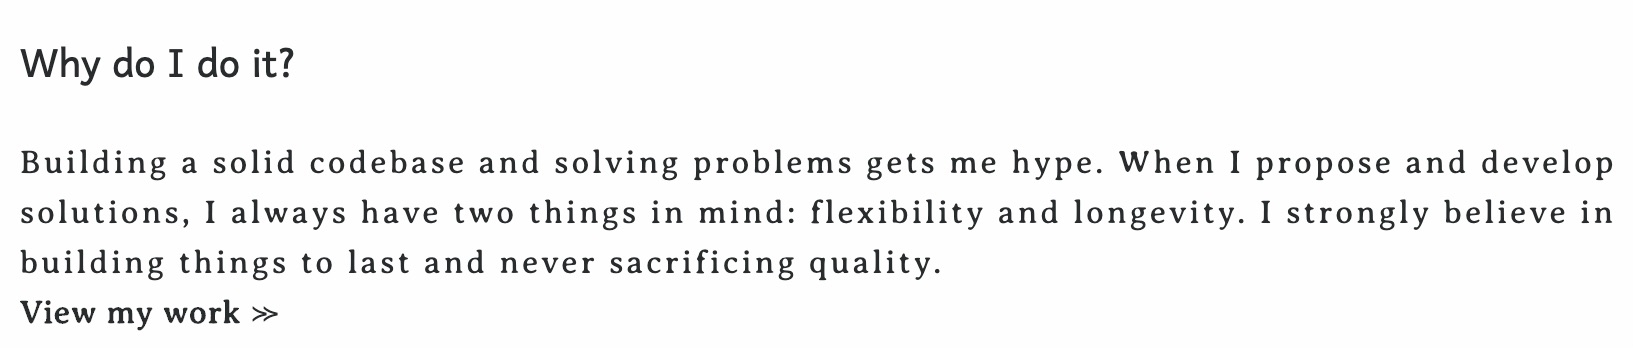 Why do I do it?
Building a solid codebase and solving problems gets me hype. When I propose and develop
solutions, I always have two things in mind: flexibility and longevity. I strongly believe in
building things to last and never sacrificing quality.
View my work ≫